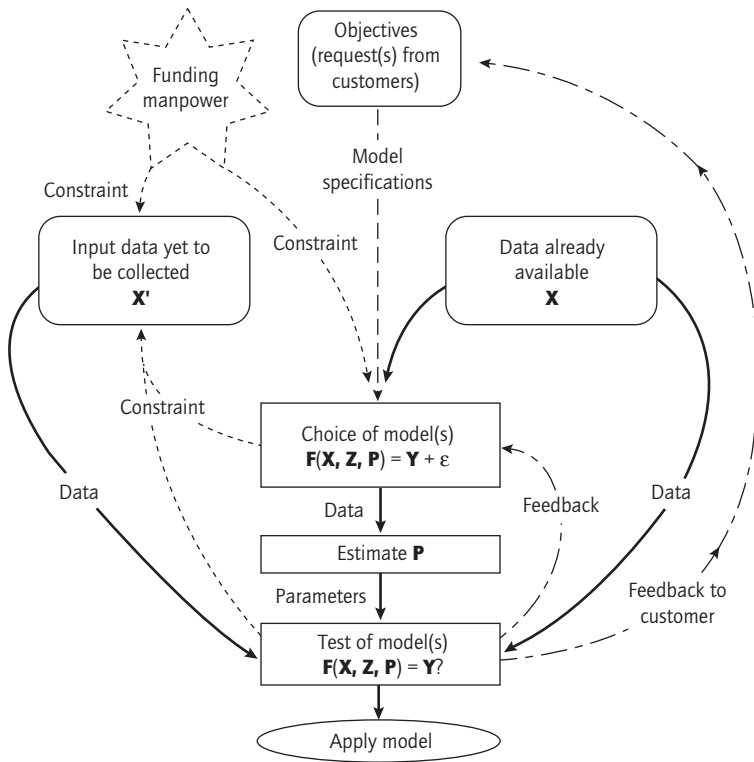 Objectives
(request(s) from
customers)
Funding
manpower
Model
specifications
Constraint
Constraint
Input data yet to
be collected
X'
Data already
available
X
Constraint
Choice of model(s)
F(X, Z, P) = Y + ε
Data
Data
Feedback
Data
Estimate P
Parameters
Feedback to
customer
Test of model(s)
F(X, Z, P) = Y?
Apply model